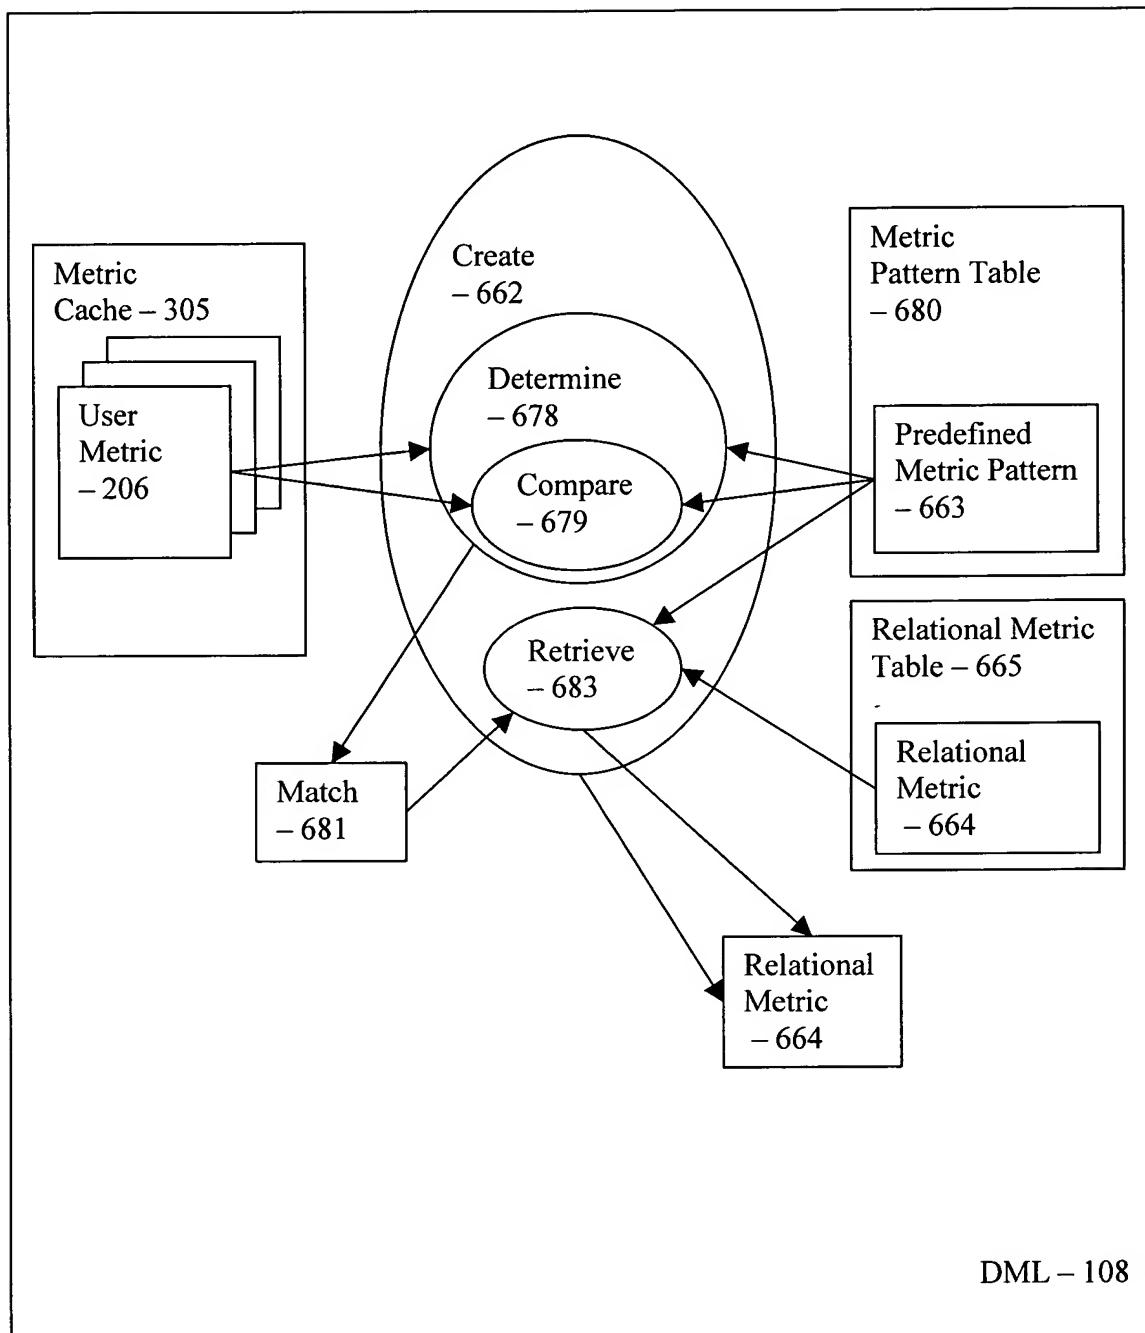 Metric
Cache – 305
User
Metric
– 206
Create
– 662
Determine
– 678
Compare
– 679
Retrieve
– 683
Metric
Pattern Table
– 680
Predefined
Metric Pattern
– 663
Relational Metric
Table – 665
Relational
Metric
– 664
Match
– 681
Relational
Metric
– 664
DML – 108